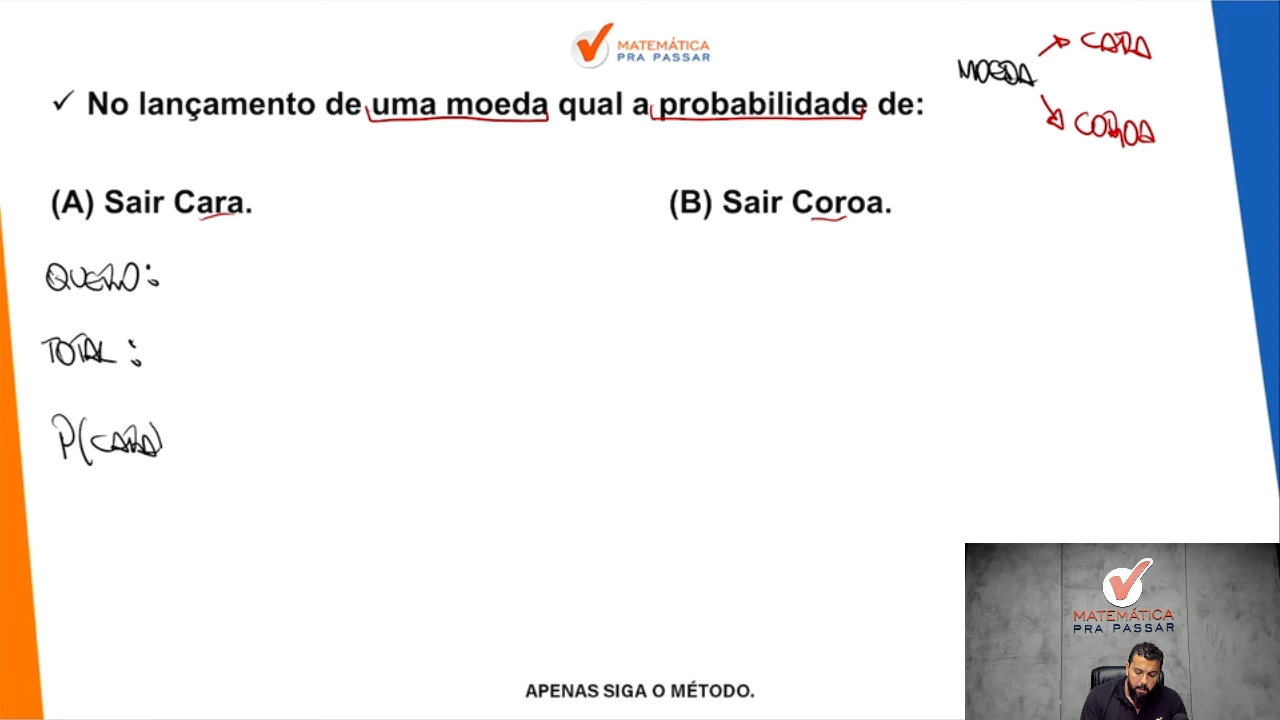 MATEMÁTICA
PRA PASSAR
MOEDA
CARA
COROA
✓ No lançamento de uma moeda qual a probabilidade de:
(A) Sair Cara.
(B) Sair Coroa.
QUERO:
TOTAL:
P(CARA)
MATEMÁTICA
PRA PASSAR
APENAS SIGA O MÉTODO.